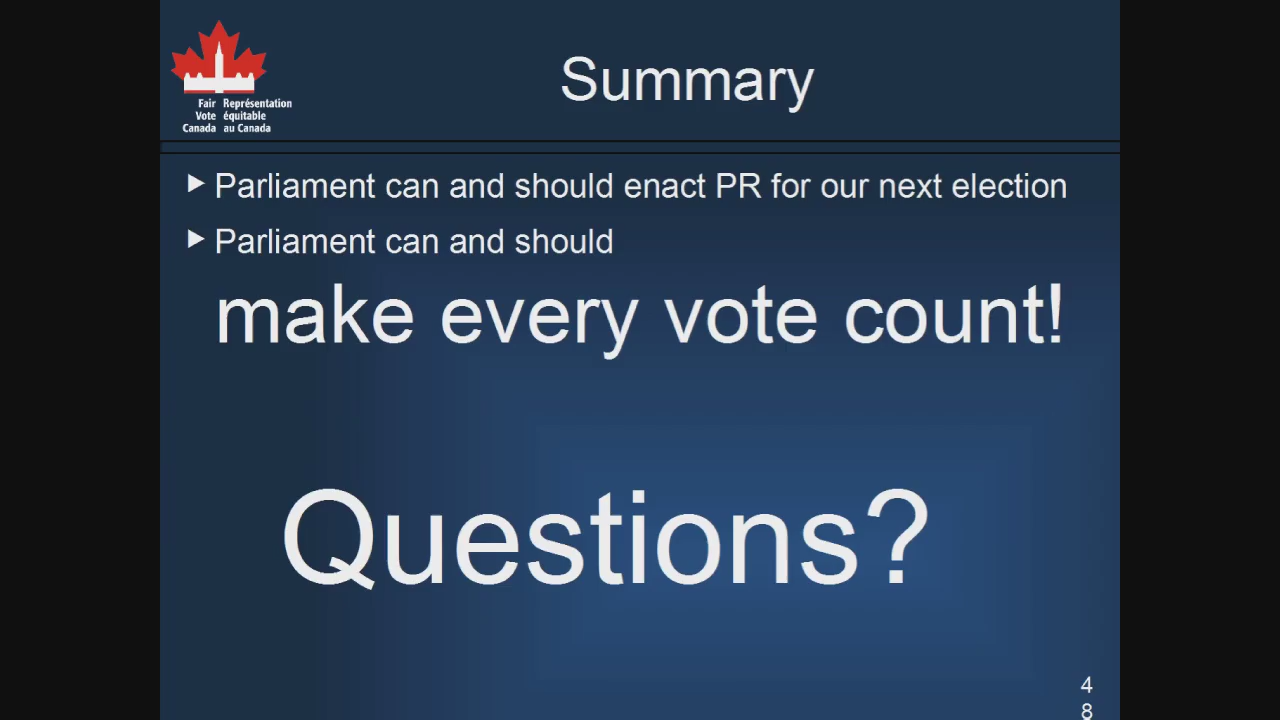 Summary
Fair Représentation
Vote équitable
Canada au Canada
Parliament can and should enact PR for our next election
Parliament can and should
make every vote count!
Questions?
4
8